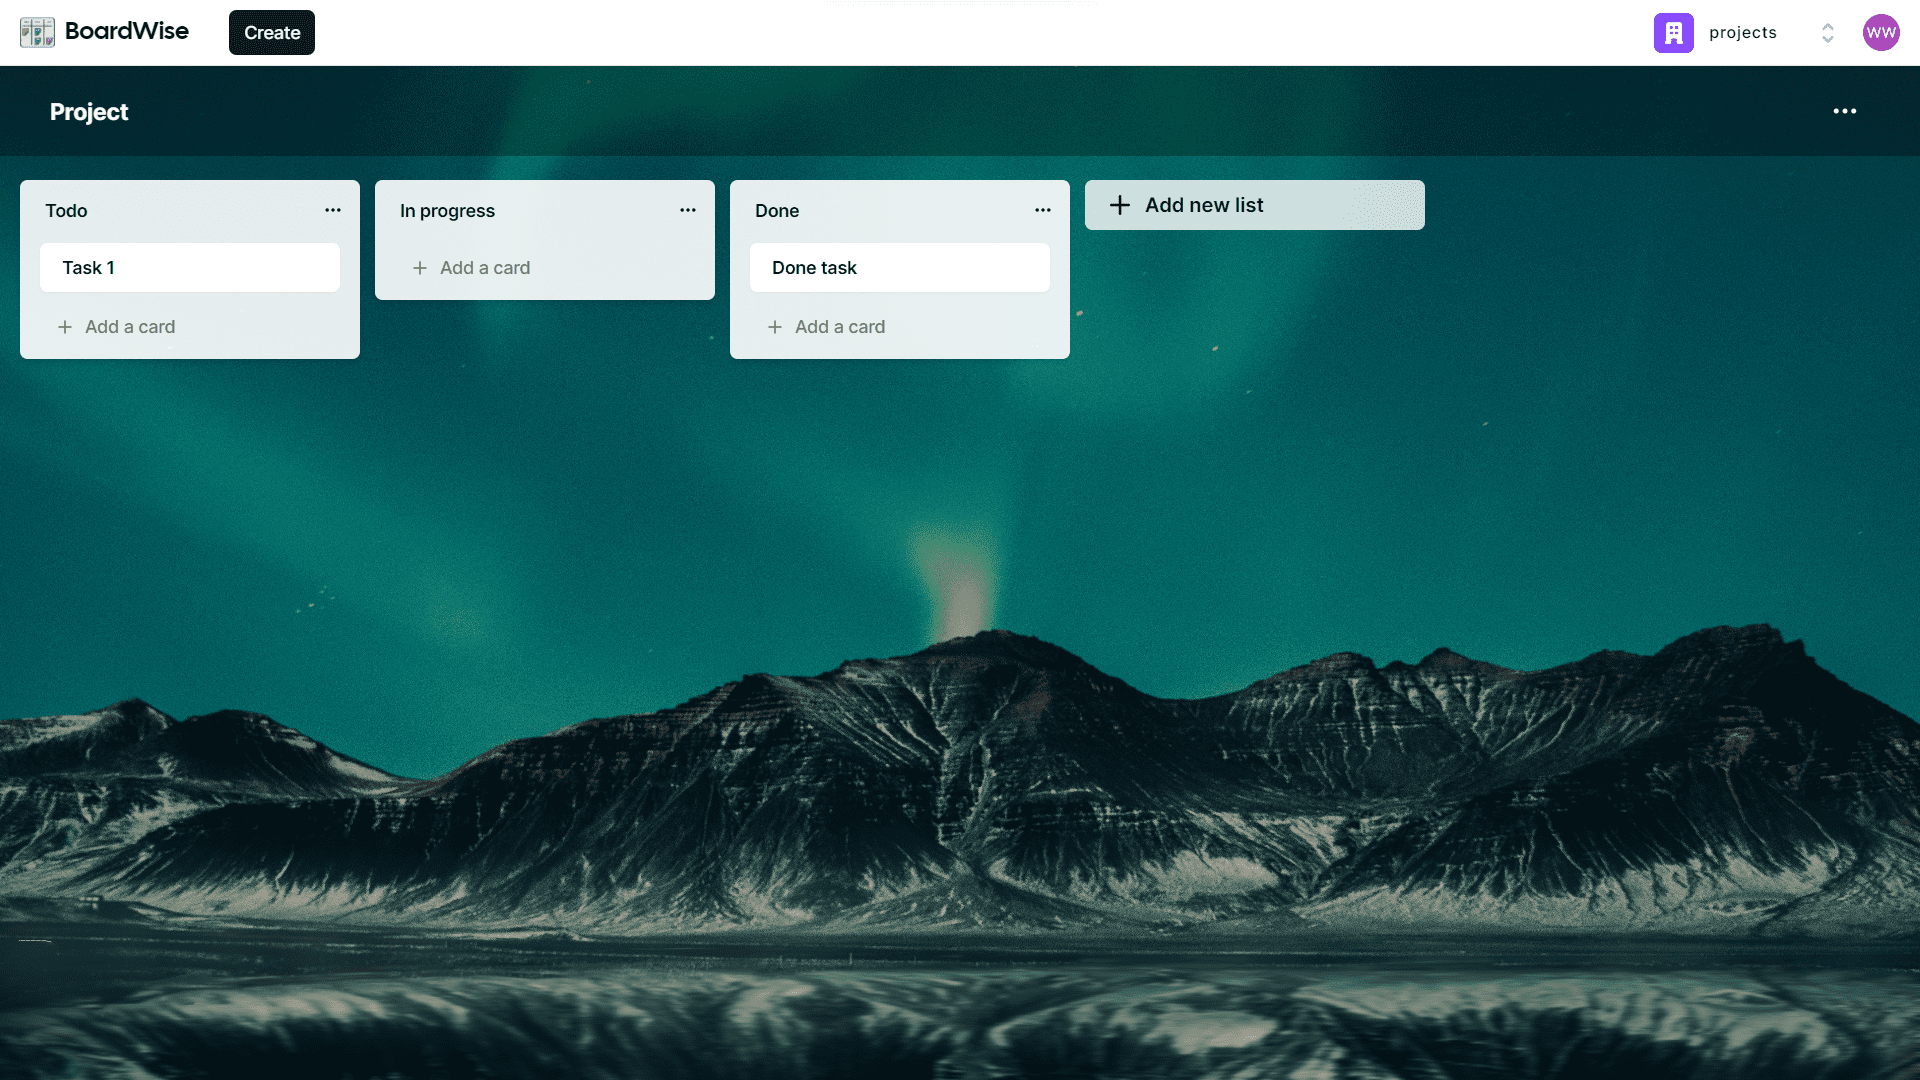 BoardWise
Create
projects
WW
Project
Todo
Task 1
Add a card
In progress
Add a card
Done
Done task
Add a card
Add new list